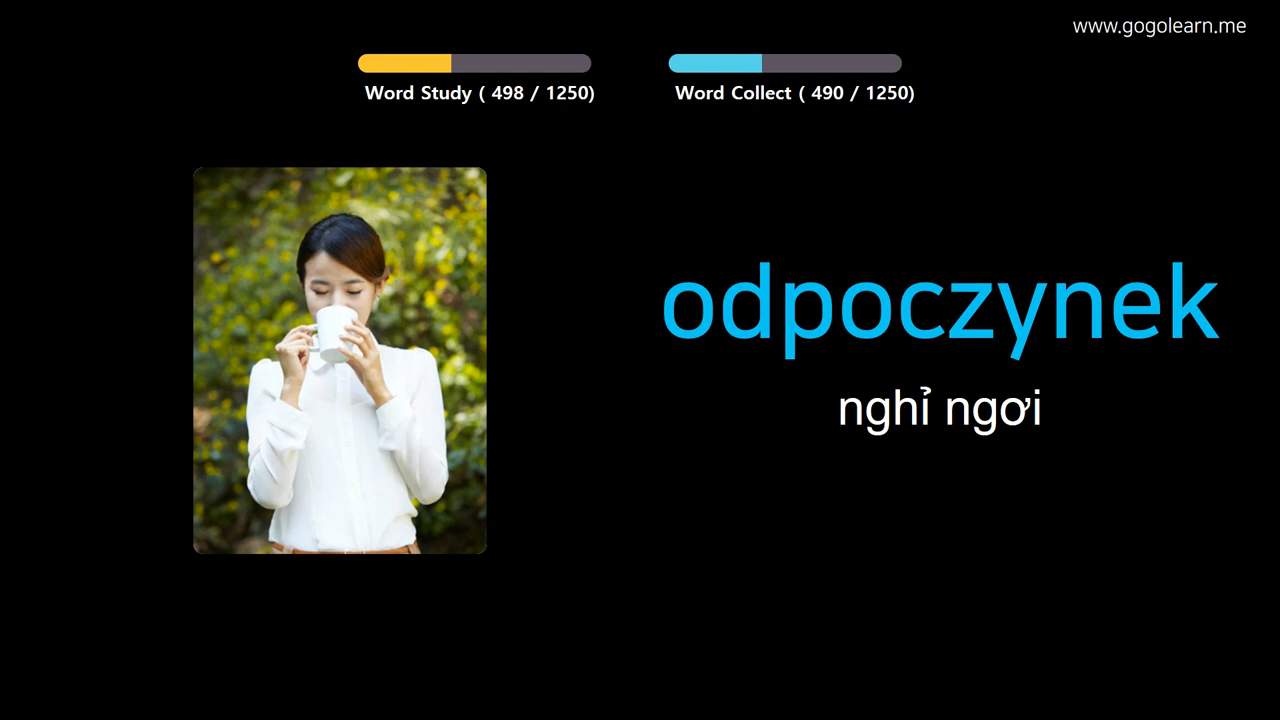 www.gogolearn.me
Word Study ( 498 / 1250)
Word Collect ( 490 / 1250)
odpoczynek
nghỉ ngơi